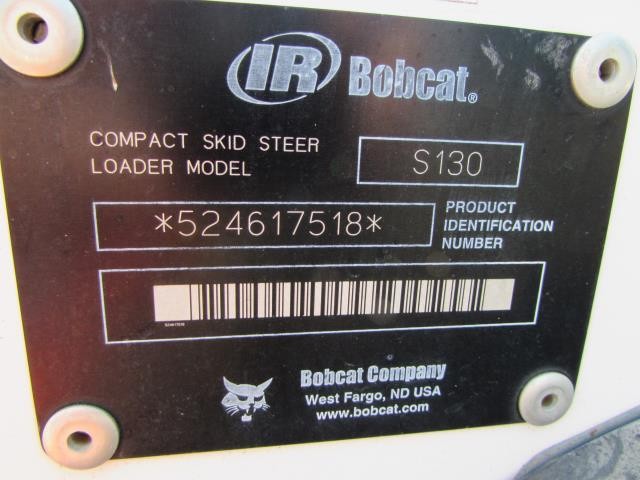 IR Bobcat®
COMPACT SKID STEER
LOADER MODEL
S130
*524617518*
PRODUCT
IDENTIFICATION
NUMBER
524617518
Bobcat Company
West Fargo, ND USA
www.bobcat.com